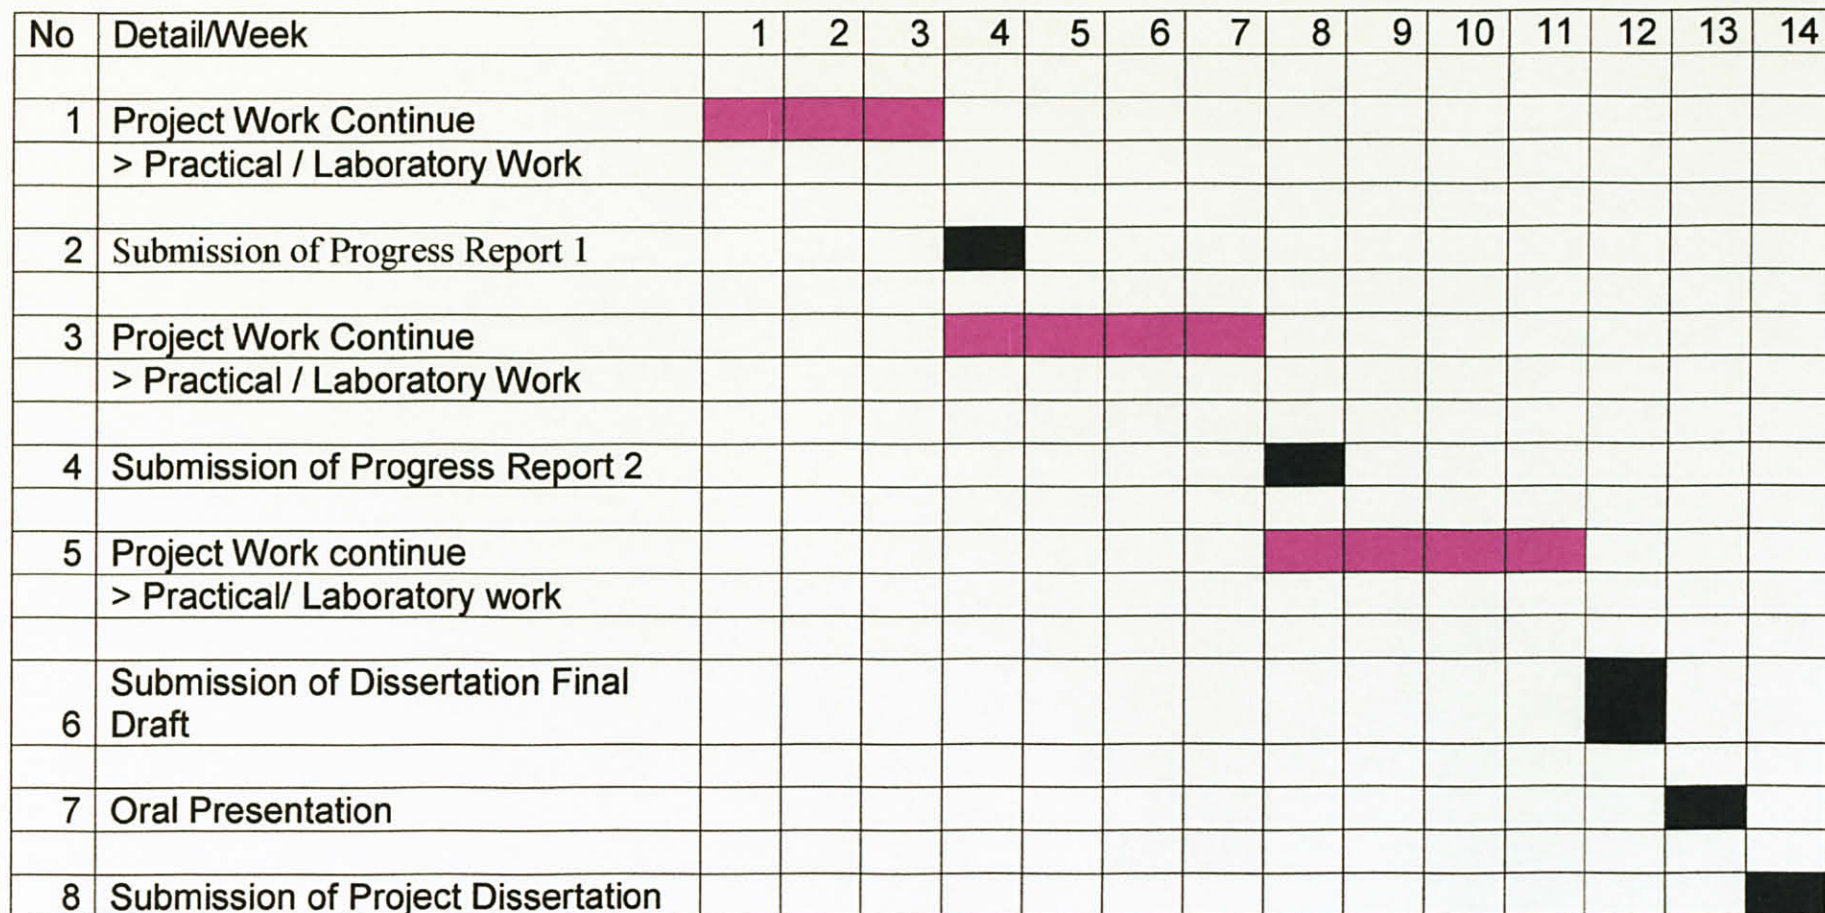 No Detail/Week 1 2 3 4 5 6 7 8 9 10 11 12 13 14
1 Project Work Continue
> Practical / Laboratory Work
2 Submission of Progress Report 1
3 Project Work Continue
> Practical / Laboratory Work
4 Submission of Progress Report 2
5 Project Work continue
> Practical/ Laboratory work
Submission of Dissertation Final
6 Draft
7 Oral Presentation
8 Submission of Project Dissertation